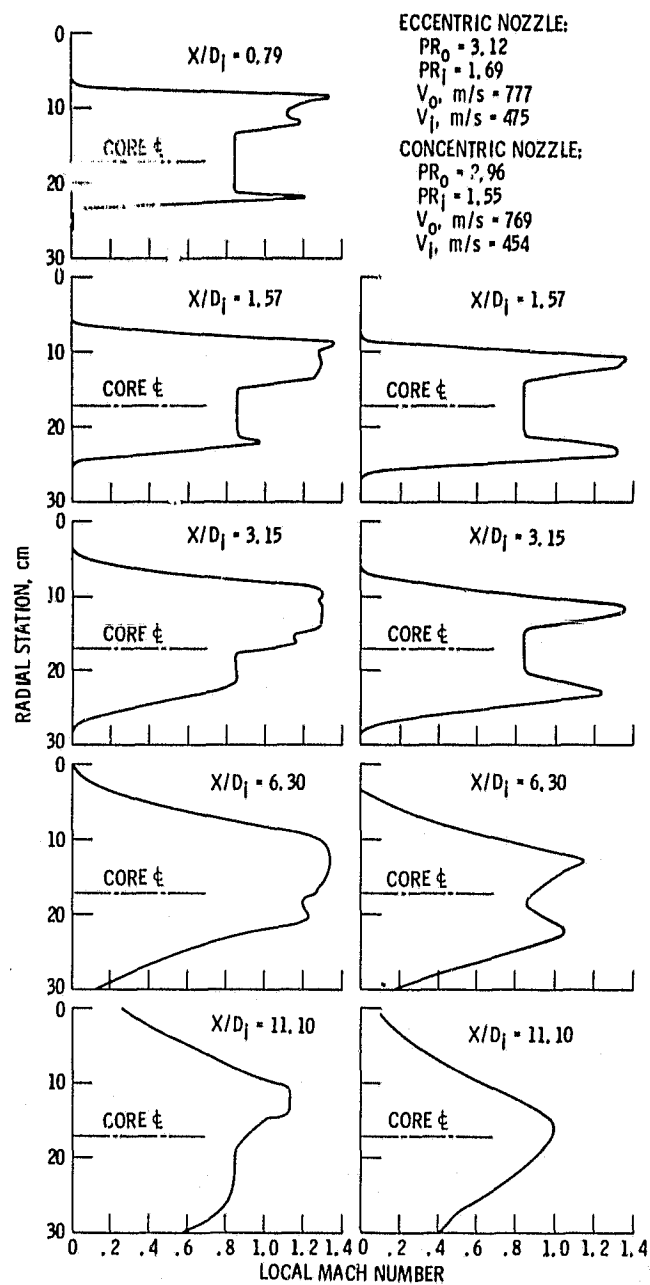 ECCENTRIC NOZZLE:
PRo = 3.12
PRi = 1.69
Vo, m/s = 777
Vi, m/s = 475
CONCENTRIC NOZZLE:
PRo = 2.96
PRi = 1.55
Vo, m/s = 769
Vi, m/s = 454
X/Di = 0.79
0
10
20
30
CORE ℄
X/Di = 1.57
X/Di = 1.57
0
10
20
30
CORE ℄
CORE ℄
X/Di = 3.15
X/Di = 3.15
0
10
20
30
CORE ℄
CORE ℄
RADIAL STATION, cm
X/Di = 6.30
X/Di = 6.30
0
10
20
30
CORE ℄
CORE ℄
X/Di = 11.10
X/Di = 11.10
0
10
20
30
CORE ℄
CORE ℄
0 .2 .4 .6 .8 1.0 1.2 1.4
0 .2 .4 .6 .8 1.0 1.2 1.4
LOCAL MACH NUMBER